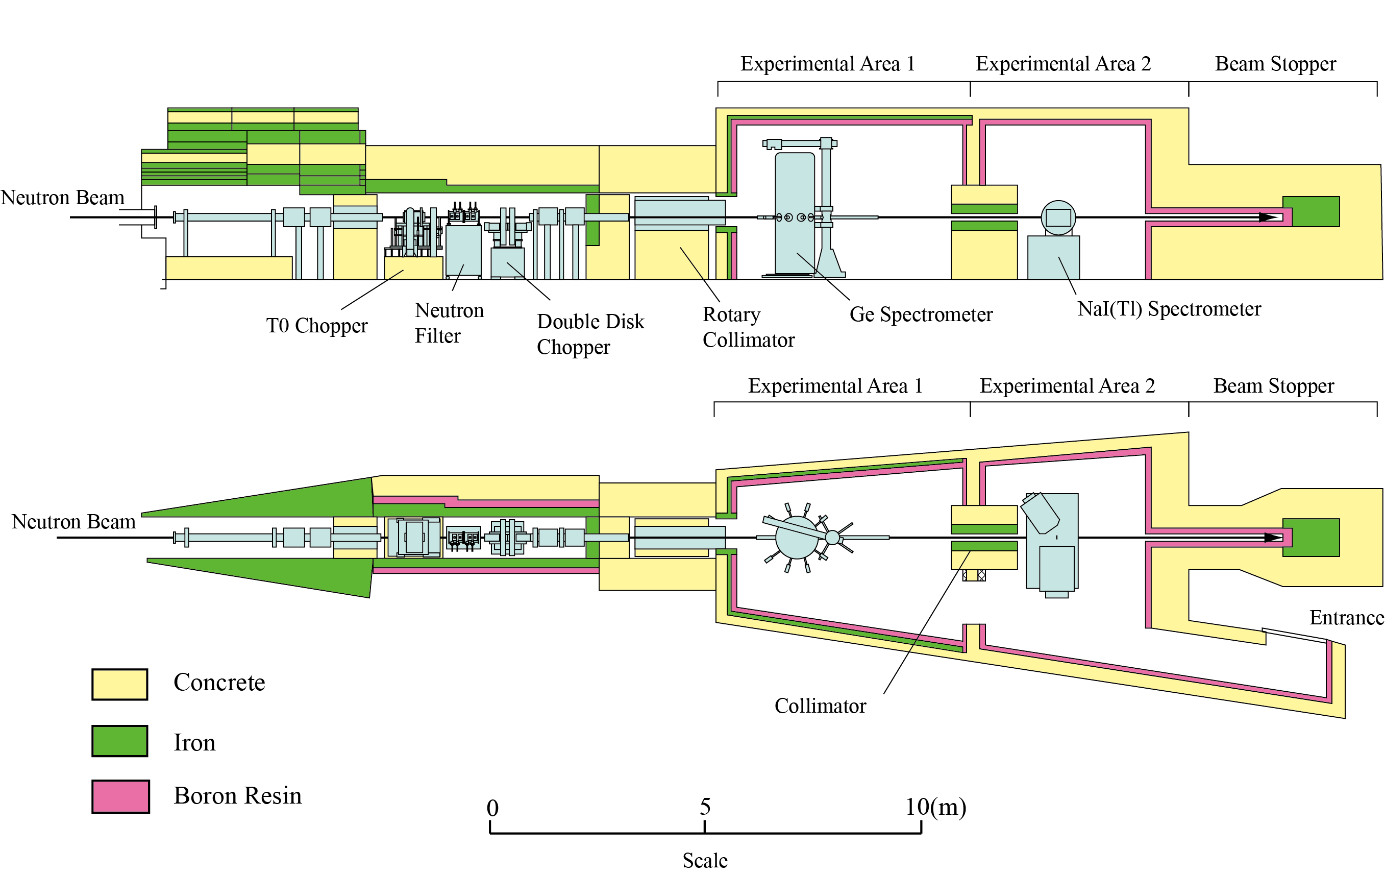 Experimental Area 1
Experimental Area 2
Beam Stopper
Neutron Beam
T0 Chopper
Neutron
Filter
Double Disk
Chopper
Rotary
Collimator
Ge Spectrometer
NaI(Tl) Spectrometer
Experimental Area 1
Experimental Area 2
Beam Stopper
Neutron Beam
Entrance
Collimator
Concrete
Iron
Boron Resin
0
5
10(m)
Scale